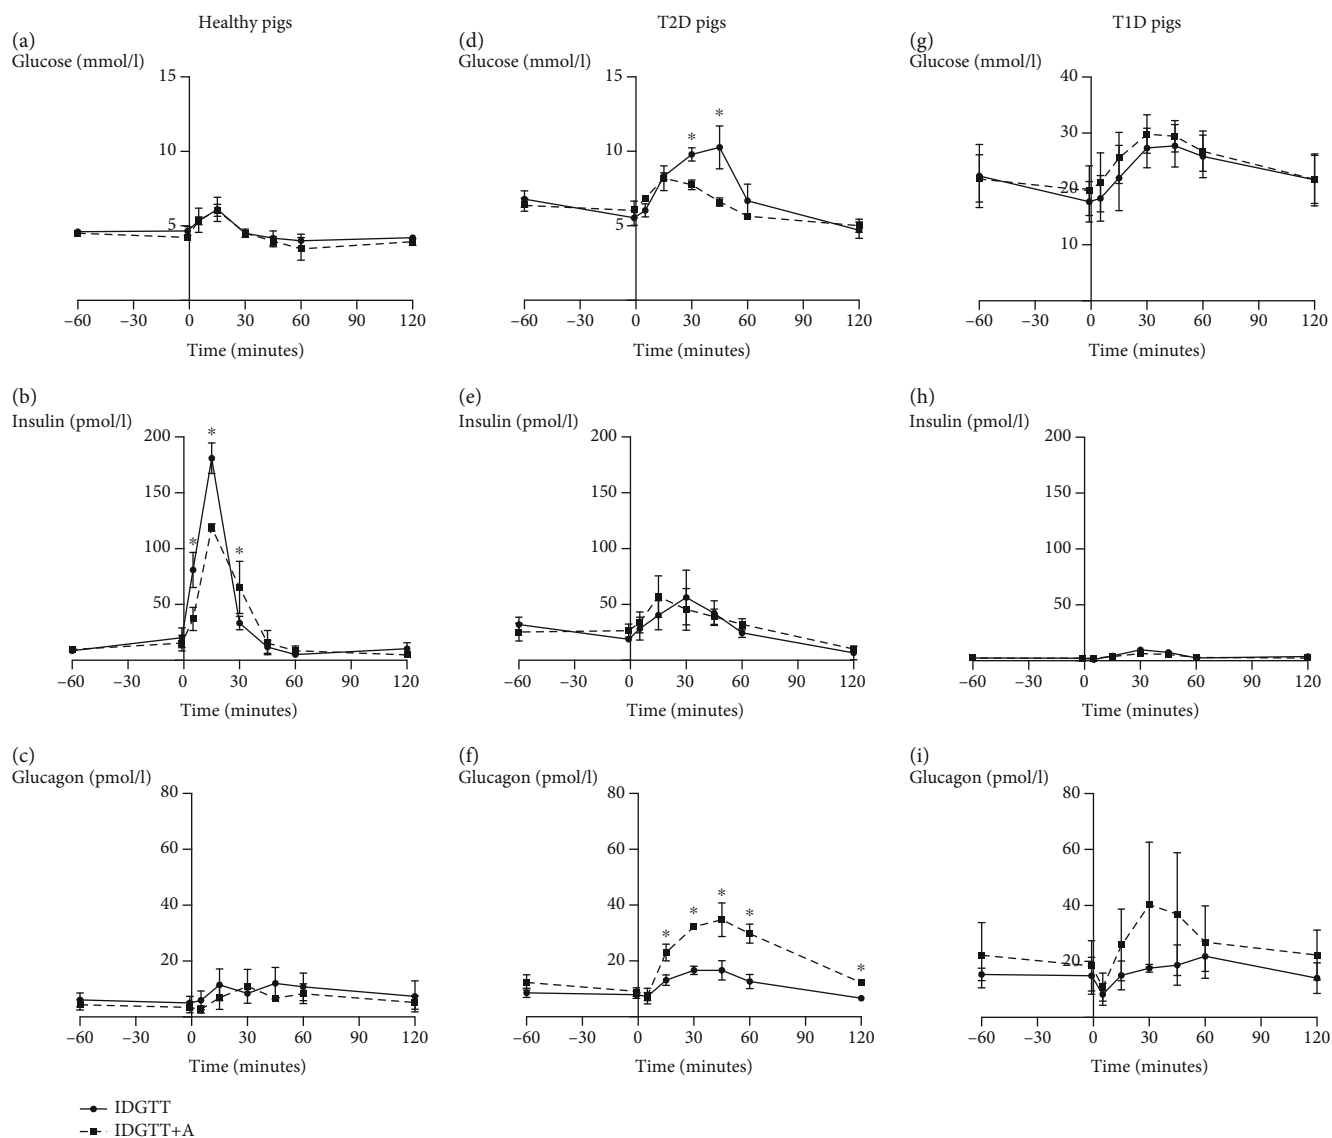 Healthy pigs
T2D pigs
T1D pigs
(a)
Glucose (mmol/l)
15
10
5
–60 –30 0 30 60 90 120
Time (minutes)
(d)
Glucose (mmol/l)
15
10
5
* *
–60 –30 0 30 60 90 120
Time (minutes)
(g)
Glucose (mmol/l)
40
30
20
10
–60 –30 0 30 60 90 120
Time (minutes)
(b)
Insulin (pmol/l)
200
150
100
50
* * *
–60 –30 0 30 60 90 120
Time (minutes)
(e)
Insulin (pmol/l)
200
150
100
50
–60 –30 0 30 60 90 120
Time (minutes)
(h)
Insulin (pmol/l)
200
150
100
50
–60 –30 0 30 60 90 120
Time (minutes)
(c)
Glucagon (pmol/l)
80
60
40
20
–60 –30 0 30 60 90 120
Time (minutes)
(f)
Glucagon (pmol/l)
80
60
40
20
* * * * *
–60 –30 0 30 60 90 120
Time (minutes)
(i)
Glucagon (pmol/l)
80
60
40
20
–60 –30 0 30 60 90 120
Time (minutes)
IDGTT
IDGTT+A